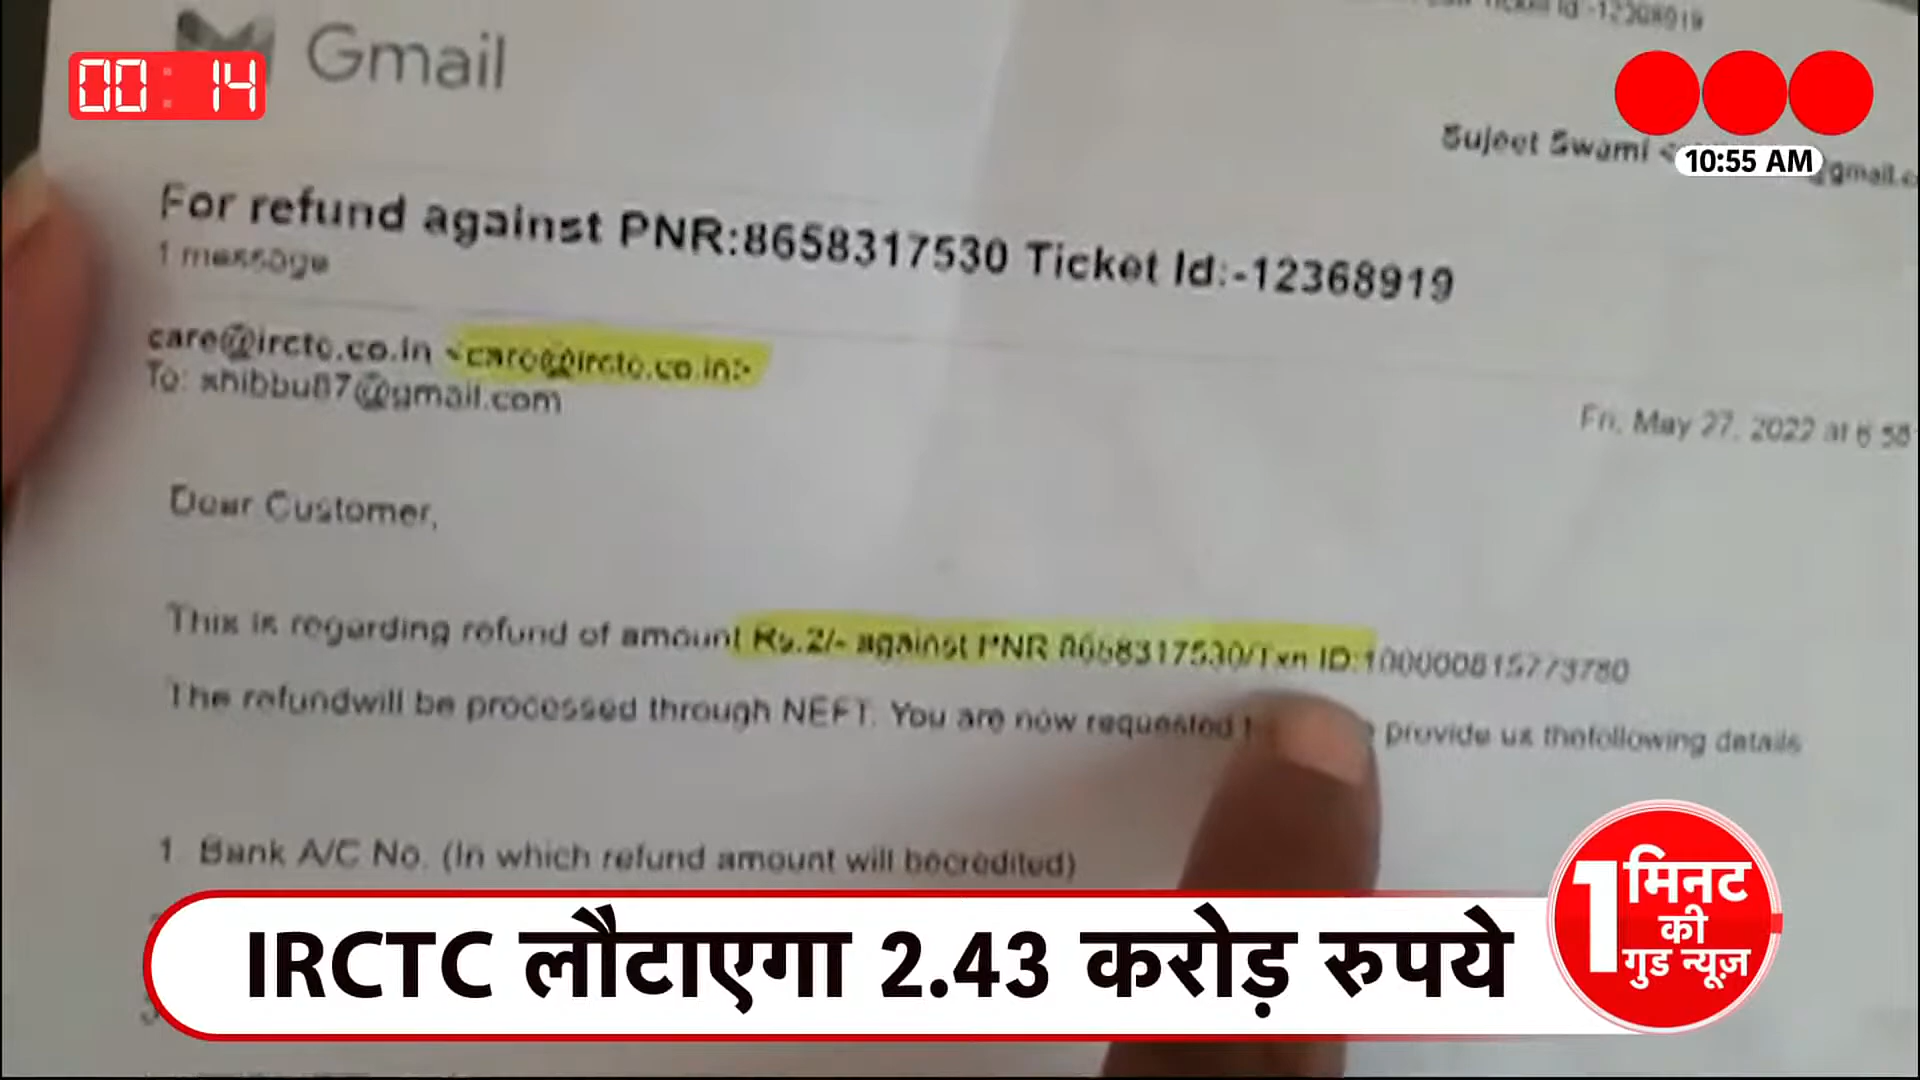 00:14
Gmail
10:55 AM
Sujeet Swami
@gmail.c
For refund against PNR:8658317530 Ticket Id:-12368919
1 message
care@irctc.co.in <care@irctc.co.in>
To: shibbu87@gmail.com
Fri, May 27, 2022 at 6:58
Dear Customer,
This is regarding refund of amount Rs.2/- against PNR 8658317530/Txn ID:100000815773780
The refundwill be processed through NEFT. You are now requested provide us thefollowing details
1. Bank A/C No. (In which refund amount will becredited)
IRCTC लौटाएगा 2.43 करोड़ रुपये
1 मिनट
की
गुड न्यूज़